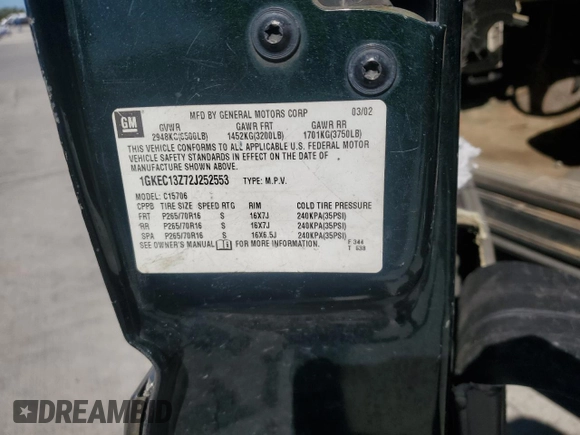 GM
MFD BY GENERAL MOTORS CORP 03/02
GVWR GAWR FRT GAWR RR
2948KG(6500LB) 1452KG(3200LB) 1701KG(3750LB)
THIS VEHICLE CONFORMS TO ALL APPLICABLE U.S. FEDERAL MOTOR
VEHICLE SAFETY STANDARDS IN EFFECT ON THE DATE OF
MANUFACTURE SHOWN ABOVE.
1GKEC13Z72J252553 TYPE: M.P.V.
MODEL: C15706
CPPB TIRE SIZE SPEED RTG RIM COLD TIRE PRESSURE
FRT P265/70R16 S 16X7J 240KPA(35PSI)
RR P265/70R16 S 16X7J 240KPA(35PSI)
SPA P265/70R16 S 16X6.5J 240KPA(35PSI)
SEE OWNER'S MANUAL FOR MORE INFORMATION.
F 344
T 638
DREAMBID